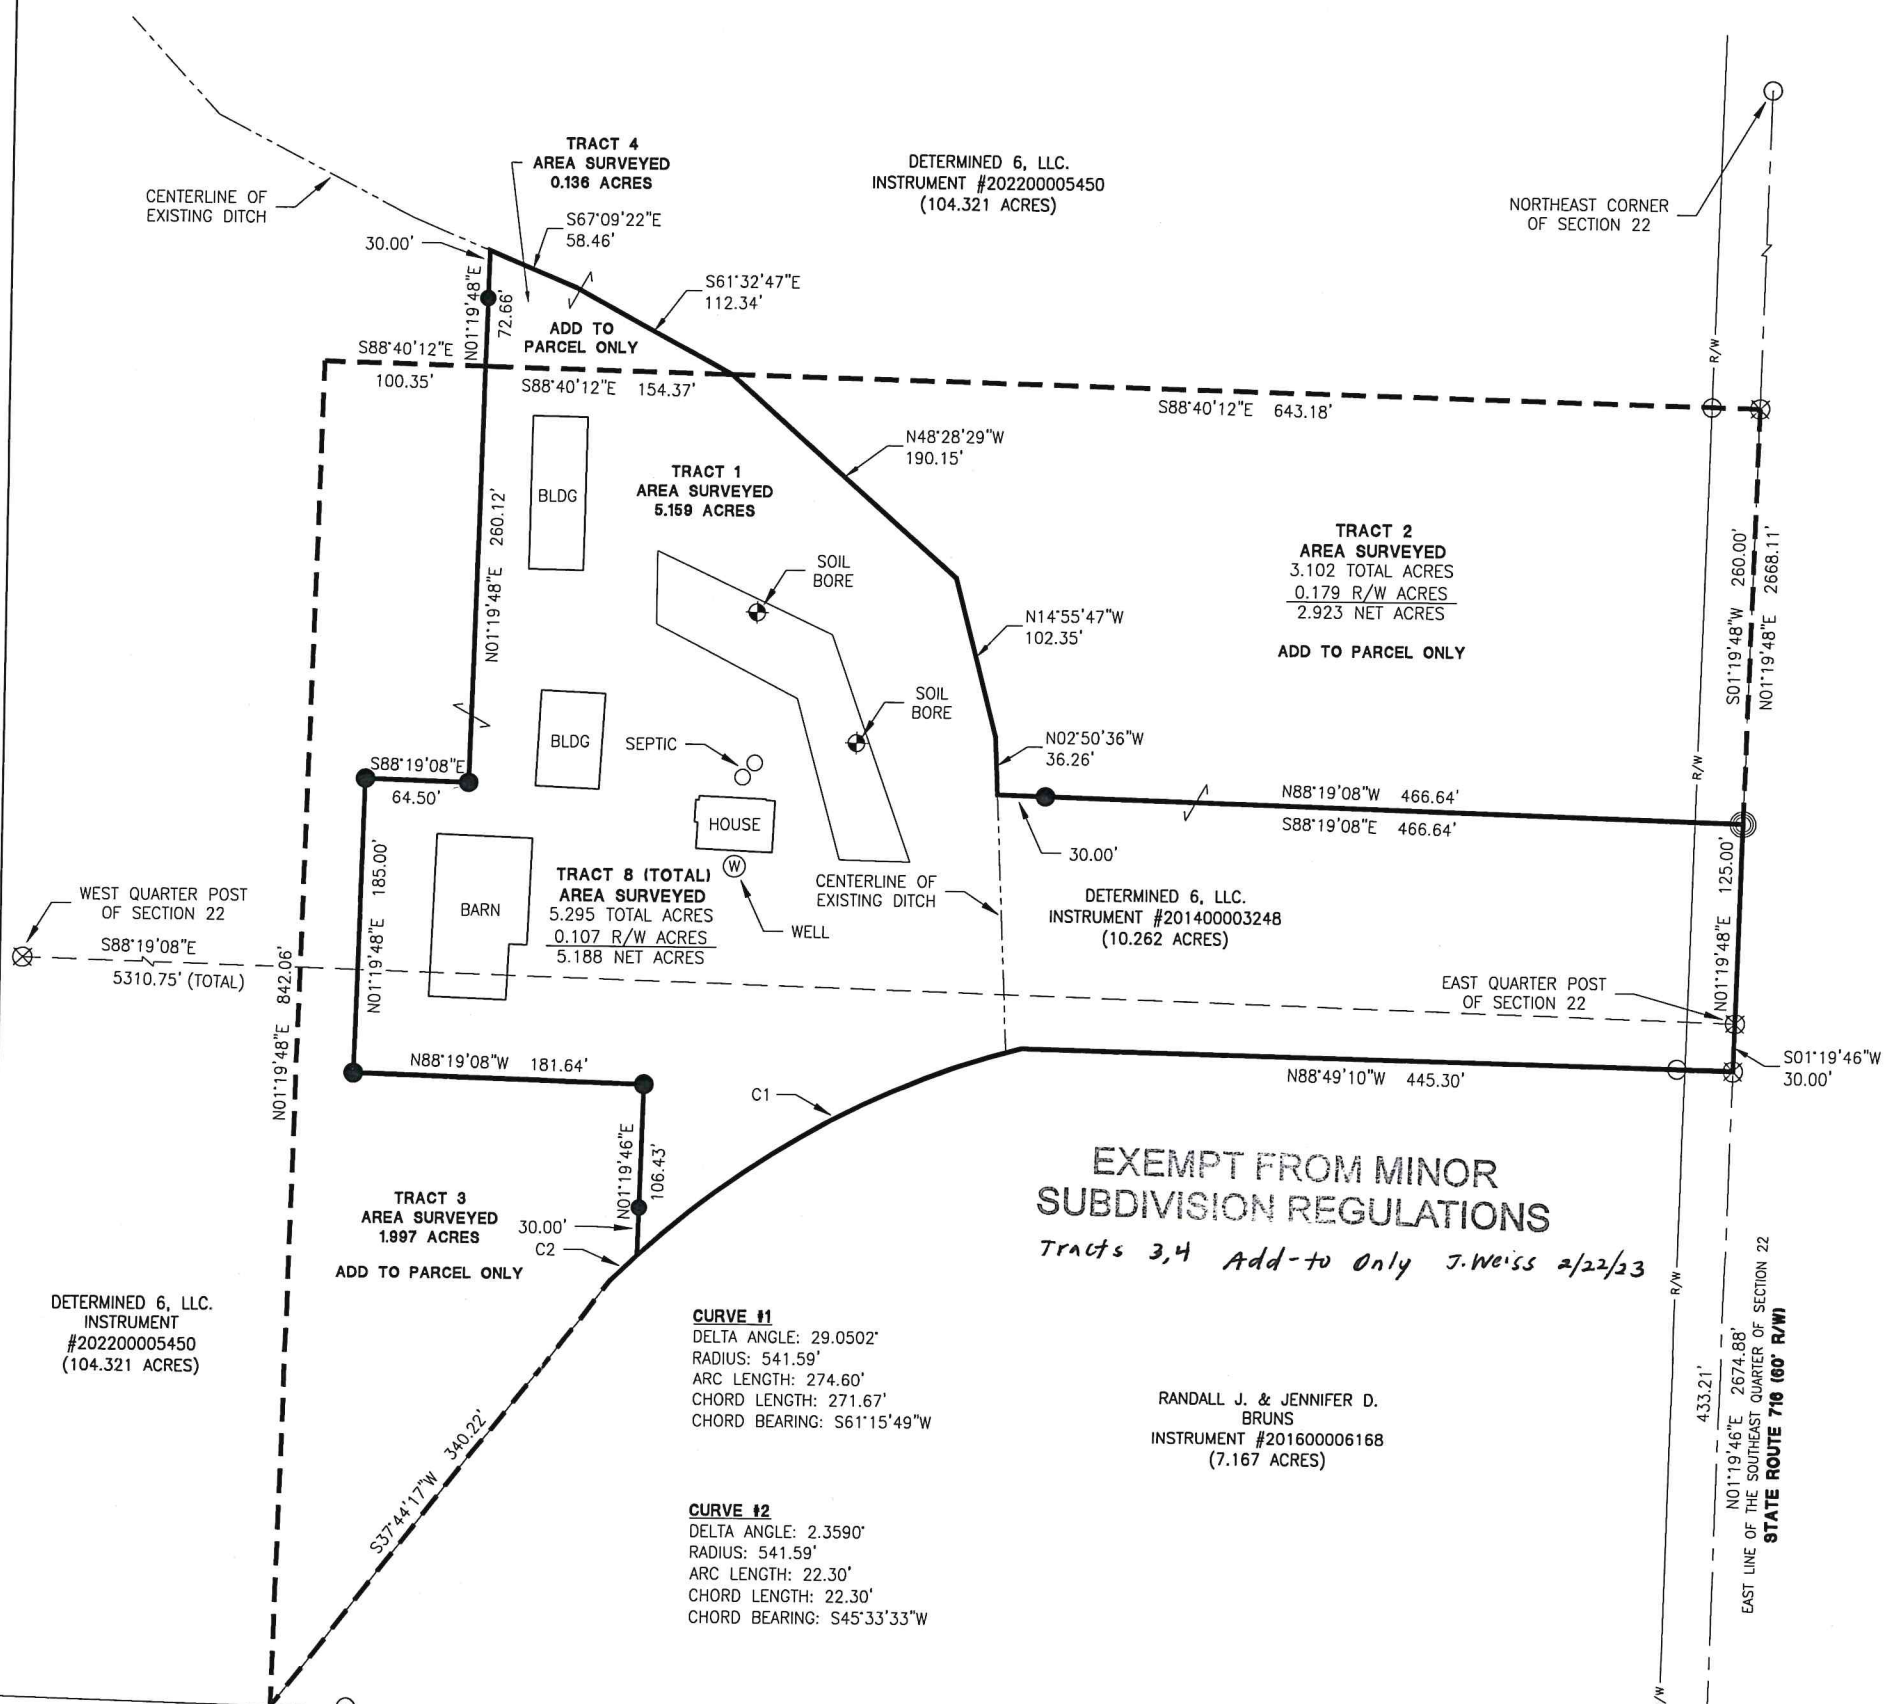 TRACT 4
AREA SURVEYED
0.136 ACRES
DETERMINED 6, LLC.
INSTRUMENT #202200005450
(104.321 ACRES)
NORTHEAST CORNER
OF SECTION 22
CENTERLINE OF
EXISTING DITCH
30.00'
S67°09'22"E
58.46'
S61°32'47"E
112.34'
N01°19'48"E
72.66'
ADD TO
PARCEL ONLY
S88°40'12"E
100.35'
S88°40'12"E 154.37'
S88°40'12"E 643.18'
R/W
N48°28'29"W
190.15'
TRACT 1
AREA SURVEYED
5.159 ACRES
BLDG
N01°19'48"E 260.12'
SOIL
BORE
TRACT 2
AREA SURVEYED
3.102 TOTAL ACRES
0.179 R/W ACRES
2.923 NET ACRES
ADD TO PARCEL ONLY
S01°19'48"W 260.00'
N01°19'48"E 2668.11'
N14°55'47"W
102.35'
SOIL
BORE
BLDG
SEPTIC
N02°50'36"W
36.26'
R/W
S88°19'08"E
64.50'
N88°19'08"W 466.64'
S88°19'08"E 466.64'
HOUSE
30.00'
W
WELL
BARN
N01°19'48"E 185.00'
TRACT 8 (TOTAL)
AREA SURVEYED
5.295 TOTAL ACRES
0.107 R/W ACRES
5.188 NET ACRES
CENTERLINE OF
EXISTING DITCH
DETERMINED 6, LLC.
INSTRUMENT #201400003248
(10.262 ACRES)
N01°19'48"E 125.00'
WEST QUARTER POST
OF SECTION 22
S88°19'08"E
5310.75' (TOTAL)
N01°19'48"E 842.06'
EAST QUARTER POST
OF SECTION 22
S01°19'46"W
30.00'
N88°19'08"W 181.64'
N88°49'10"W 445.30'
C1
N01°19'46"E
106.43'
EXEMPT FROM MINOR
SUBDIVISION REGULATIONS
Tracts 3,4 Add-to Only J. Weiss 2/22/23
TRACT 3
AREA SURVEYED
1.997 ACRES
30.00'
C2
ADD TO PARCEL ONLY
R/W
DETERMINED 6, LLC.
INSTRUMENT
#202200005450
(104.321 ACRES)
S37°44'17"W 340.22'
CURVE #1
DELTA ANGLE: 29.0502°
RADIUS: 541.59'
ARC LENGTH: 274.60'
CHORD LENGTH: 271.67'
CHORD BEARING: S61°15'49"W
RANDALL J. & JENNIFER D.
BRUNS
INSTRUMENT #201600006168
(7.167 ACRES)
433.21'
N01°19'46"E 2674.88'
EAST LINE OF THE SOUTHEAST QUARTER OF SECTION 22
STATE ROUTE 716 (60' R/W)
CURVE #2
DELTA ANGLE: 2.3590°
RADIUS: 541.59'
ARC LENGTH: 22.30'
CHORD LENGTH: 22.30'
CHORD BEARING: S45°33'33"W